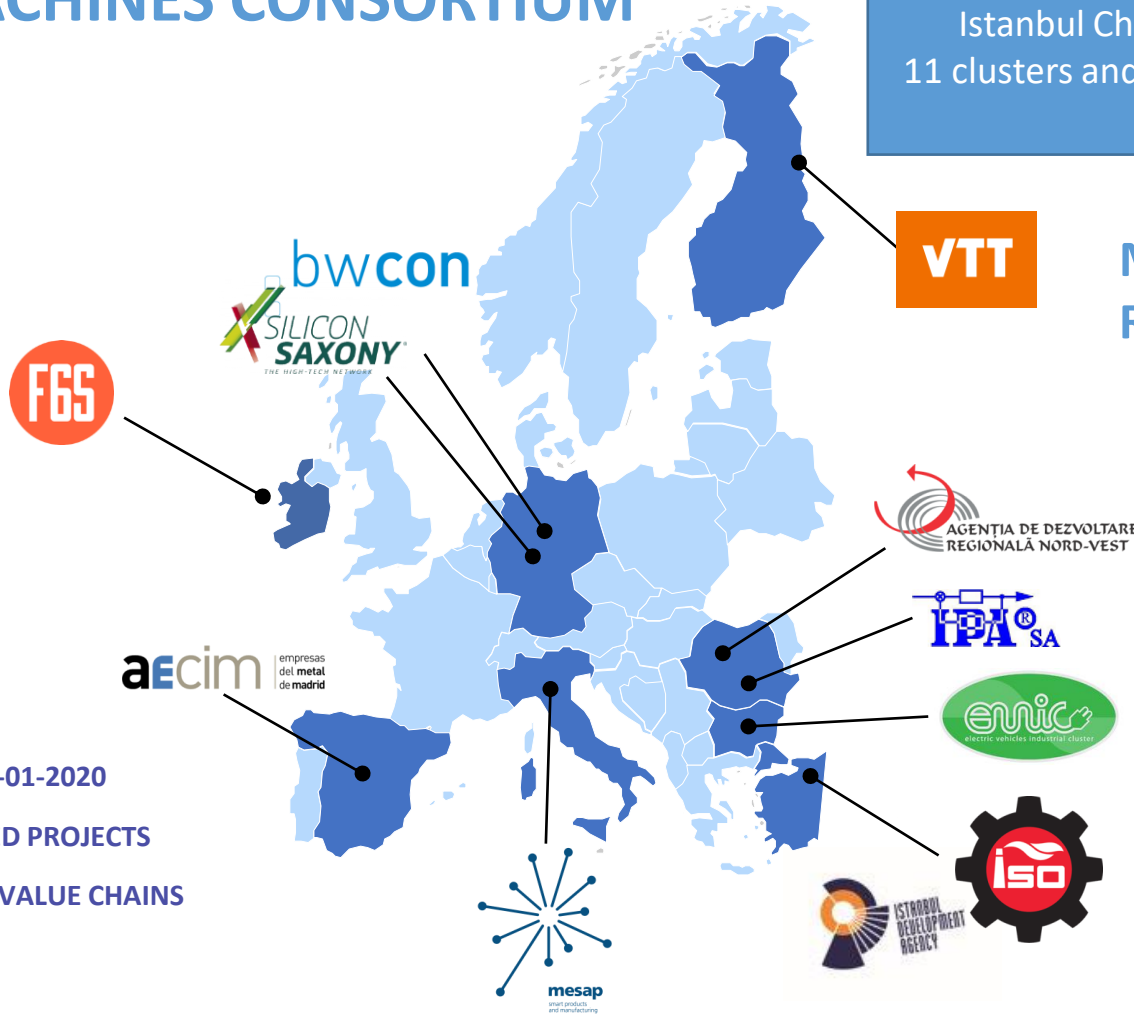 ACHINES CONSORTIUM
Istanbul Ch
11 clusters and
VTT
bwcon
SILICON
SAXONY
THE HIGH-TECH NETWORK
F6S
AGENȚIA DE DEZVOLTARE
REGIONALĂ NORD-VEST
IPA® SA
aecim
empresas
del metal
de madrid
emic
electric vehicles industrial cluster
-01-2020
D PROJECTS
VALUE CHAINS
iso
ISTANBUL
DEVELOPMENT
AGENCY
mesap
smart products
and manufacturing